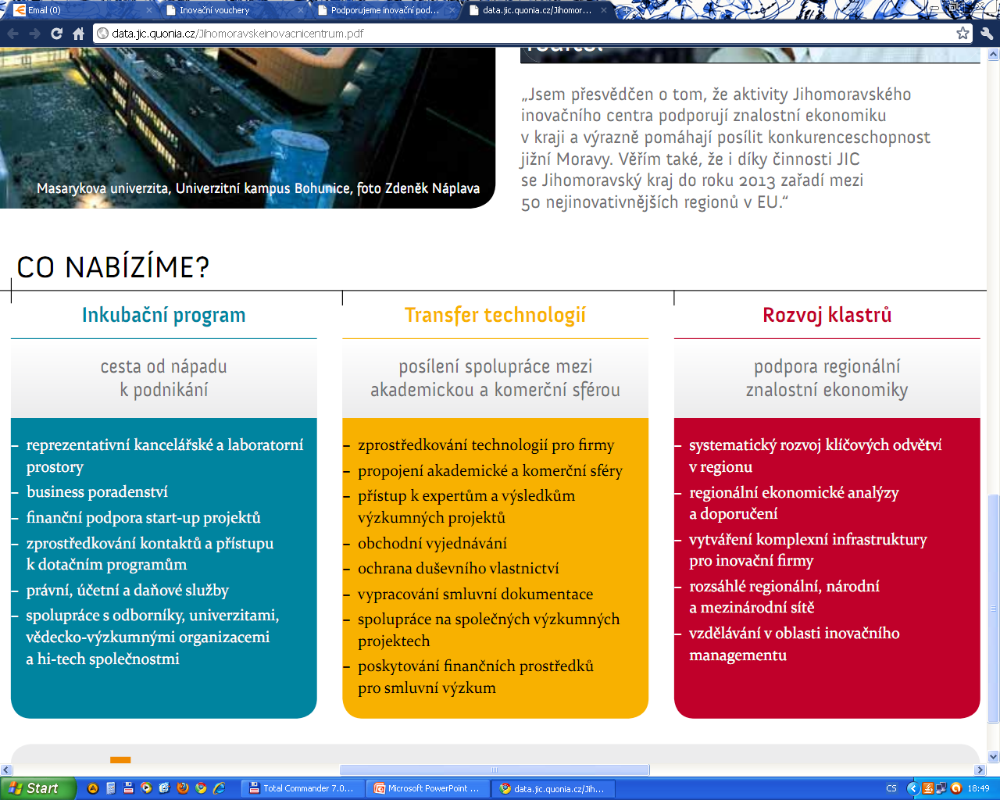 Email (0)
Inovační vouchery
Podporujeme inovační pod...
data.jic.quonia.cz/Jihomor...
data.jic.quonia.cz/Jihomoravskeinovacnicentrum.pdf
Masarykova univerzita, Univerzitní kampus Bohunice, foto Zdeněk Náplava
„Jsem přesvědčen o tom, že aktivity Jihomoravského
inovačního centra podporují znalostní ekonomiku
v kraji a výrazně pomáhají posílit konkurenceschopnost
jižní Moravy. Věřím také, že i díky činnosti JIC
se Jihomoravský kraj do roku 2013 zařadí mezi
50 nejinovativnějších regionů v EU.“
CO NABÍZÍME?
Inkubační program
cesta od nápadu
k podnikání
– reprezentativní kancelářské a laboratorní
prostory
– business poradenství
– finanční podpora start-up projektů
– zprostředkování kontaktů a přístupu
k dotačním programům
– právní, účetní a daňové služby
– spolupráce s odborníky, univerzitami,
vědecko-výzkumnými organizacemi
a hi-tech společnostmi
Transfer technologií
posílení spolupráce mezi
akademickou a komerční sférou
– zprostředkování technologií pro firmy
– propojení akademické a komerční sféry
– přístup k expertům a výsledkům
výzkumných projektů
– obchodní vyjednávání
– ochrana duševního vlastnictví
– vypracování smluvní dokumentace
– spolupráce na společných výzkumných
projektech
– poskytování finančních prostředků
pro smluvní výzkum
Rozvoj klastrů
podpora regionální
znalostní ekonomiky
– systematický rozvoj klíčových odvětví
v regionu
– regionální ekonomické analýzy
a doporučení
– vytváření komplexní infrastruktury
pro inovační firmy
– rozsáhlé regionální, národní
a mezinárodní sítě
– vzdělávání v oblasti inovačního
managementu
Start
Total Commander 7.0...
Microsoft PowerPoint ...
data.jic.quonia.cz/Jih...
CS
18:49